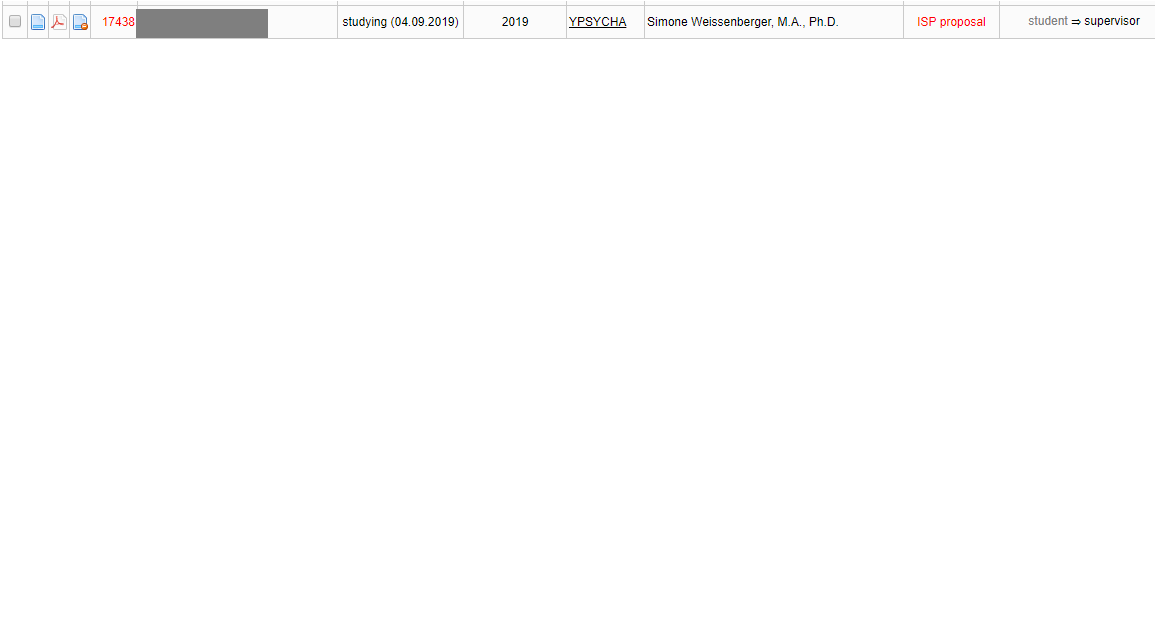 17438 studying (04.09.2019) 2019 YPSYCHA Simone Weissenberger, M.A., Ph.D. ISP proposal student ⇒ supervisor